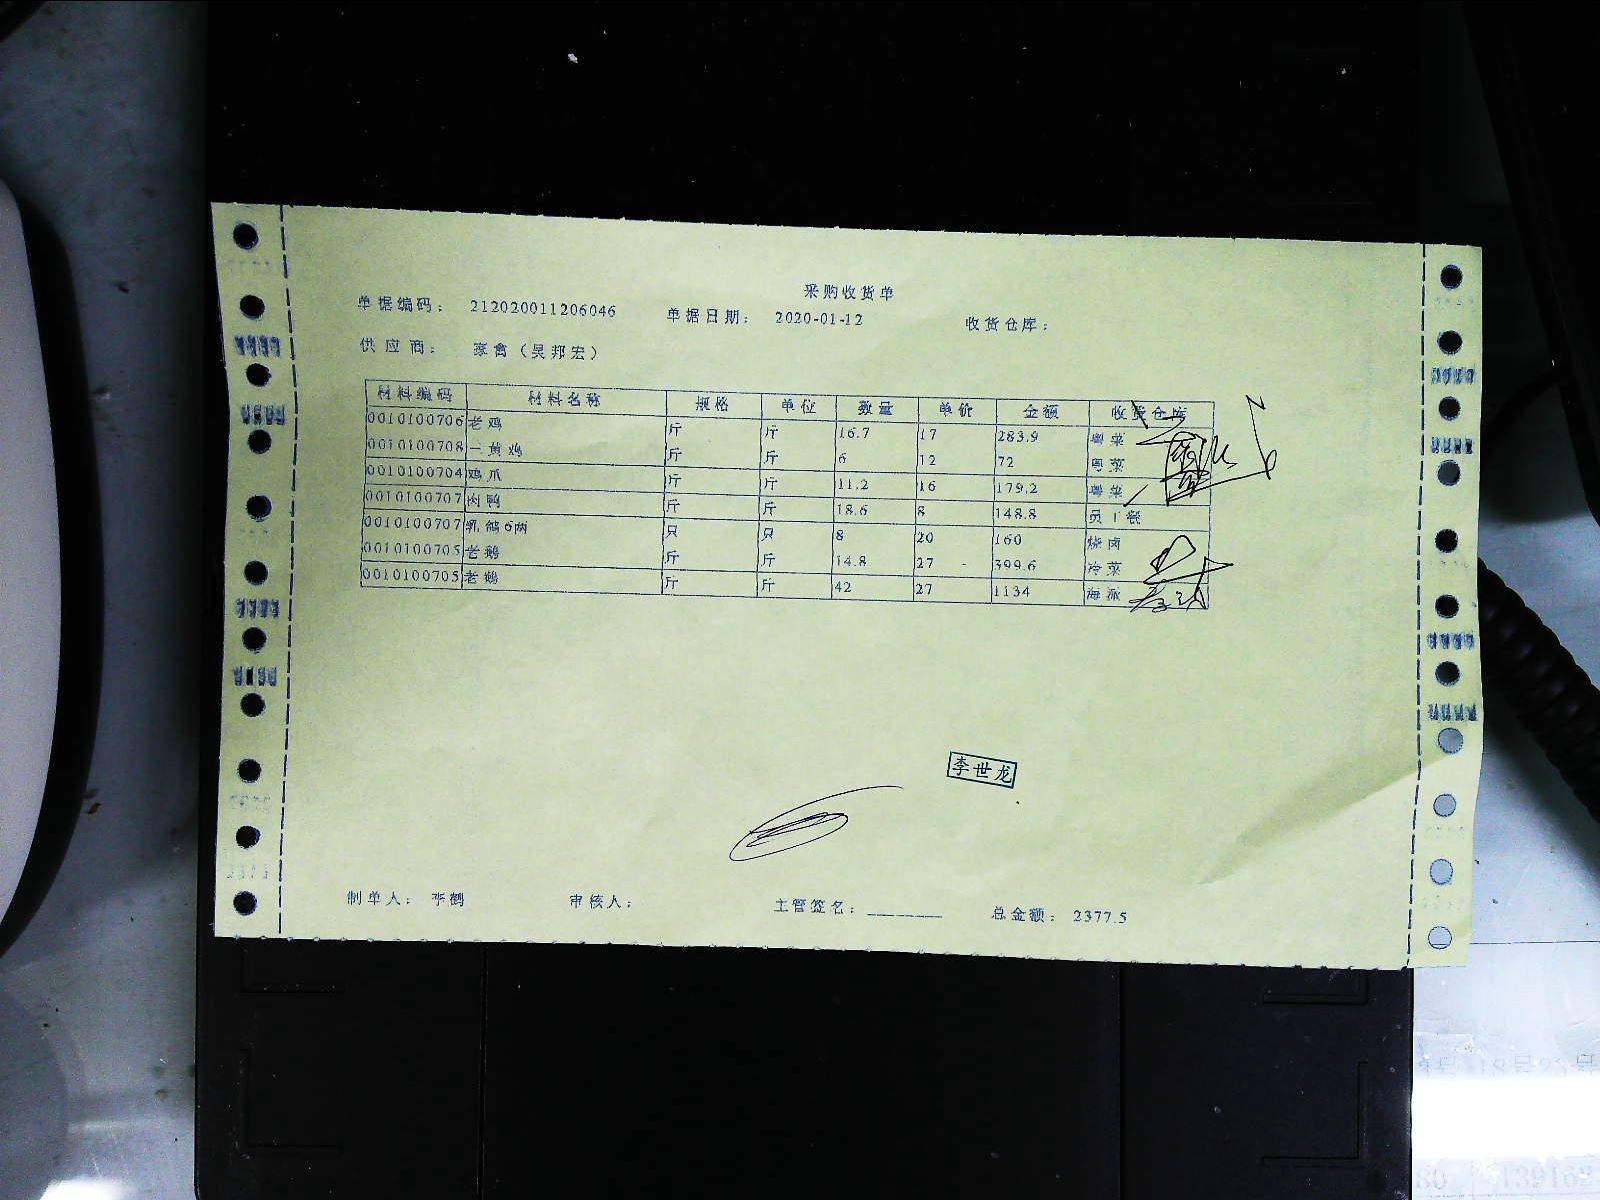 采购收货单
单据编码： 212020011206046 单据日期： 2020-01-12 收货仓库：
供应商： 家禽（吴邦宏）
材料编码 材料名称 规格 单位 数量 单价 金额 收货仓库
0010100706 老鸡 斤 斤 16.7 17 283.9 粤菜
0010100708 三黄鸡 斤 斤 6 12 72 粤菜
0010100704 鸡爪 斤 斤 11.2 16 179.2 粤菜
0010100707 肉鸭 斤 斤 18.6 8 148.8 员工餐
0010100707 乳鸽6两 只 只 8 20 160 烧卤
0010100705 老鹅 斤 斤 14.8 27 399.6 冷菜
0010100705 老鹅 斤 斤 42 27 1134 海派
李世龙
制单人： 李鹤 审核人： 主管签名：________ 总金额： 2377.5